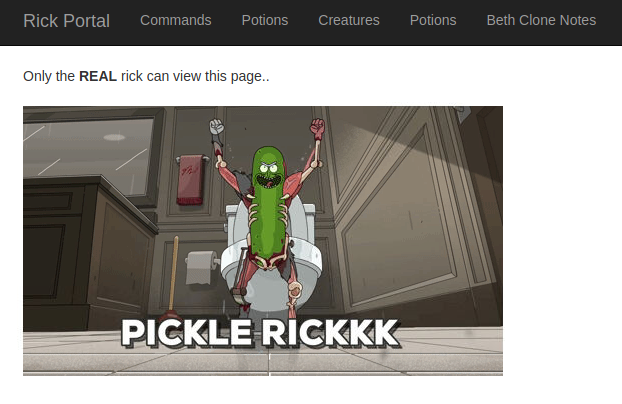 Rick Portal Commands Potions Creatures Potions Beth Clone Notes
Only the REAL rick can view this page..
PICKLE RICKKK